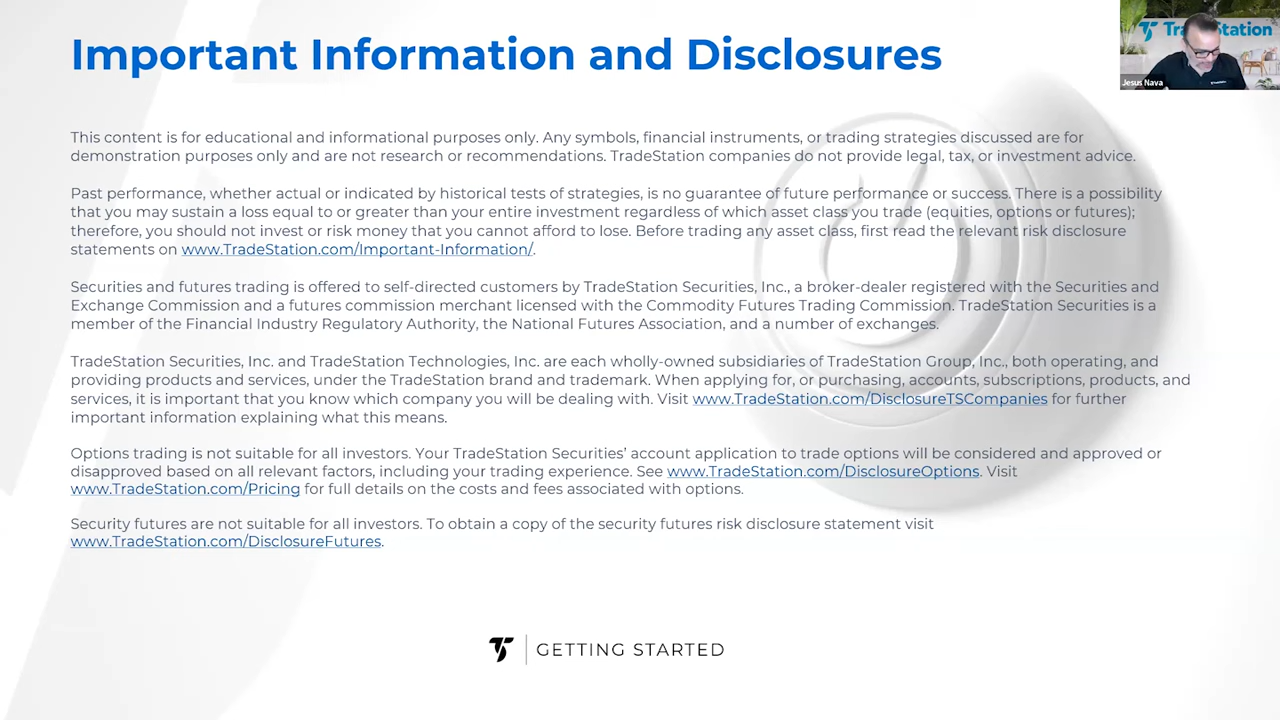 Important Information and Disclosures
TradeStation
Jesus Nava
This content is for educational and informational purposes only. Any symbols, financial instruments, or trading strategies discussed are for
demonstration purposes only and are not research or recommendations. TradeStation companies do not provide legal, tax, or investment advice.
Past performance, whether actual or indicated by historical tests of strategies, is no guarantee of future performance or success. There is a possibility
that you may sustain a loss equal to or greater than your entire investment regardless of which asset class you trade (equities, options or futures);
therefore, you should not invest or risk money that you cannot afford to lose. Before trading any asset class, first read the relevant risk disclosure
statements on www.TradeStation.com/Important-Information/.
Securities and futures trading is offered to self-directed customers by TradeStation Securities, Inc., a broker-dealer registered with the Securities and
Exchange Commission and a futures commission merchant licensed with the Commodity Futures Trading Commission. TradeStation Securities is a
member of the Financial Industry Regulatory Authority, the National Futures Association, and a number of exchanges.
TradeStation Securities, Inc. and TradeStation Technologies, Inc. are each wholly-owned subsidiaries of TradeStation Group, Inc., both operating, and
providing products and services, under the TradeStation brand and trademark. When applying for, or purchasing, accounts, subscriptions, products, and
services, it is important that you know which company you will be dealing with. Visit www.TradeStation.com/DisclosureTSCompanies for further
important information explaining what this means.
Options trading is not suitable for all investors. Your TradeStation Securities’ account application to trade options will be considered and approved or
disapproved based on all relevant factors, including your trading experience. See www.TradeStation.com/DisclosureOptions. Visit
www.TradeStation.com/Pricing for full details on the costs and fees associated with options.
Security futures are not suitable for all investors. To obtain a copy of the security futures risk disclosure statement visit
www.TradeStation.com/DisclosureFutures.
GETTING STARTED